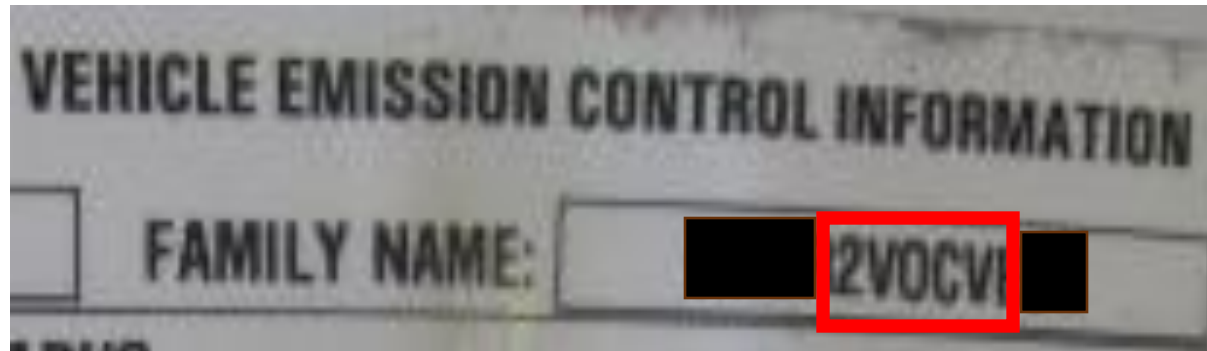 VEHICLE EMISSION CONTROL INFORMATION
FAMILY NAME: 2VOCV